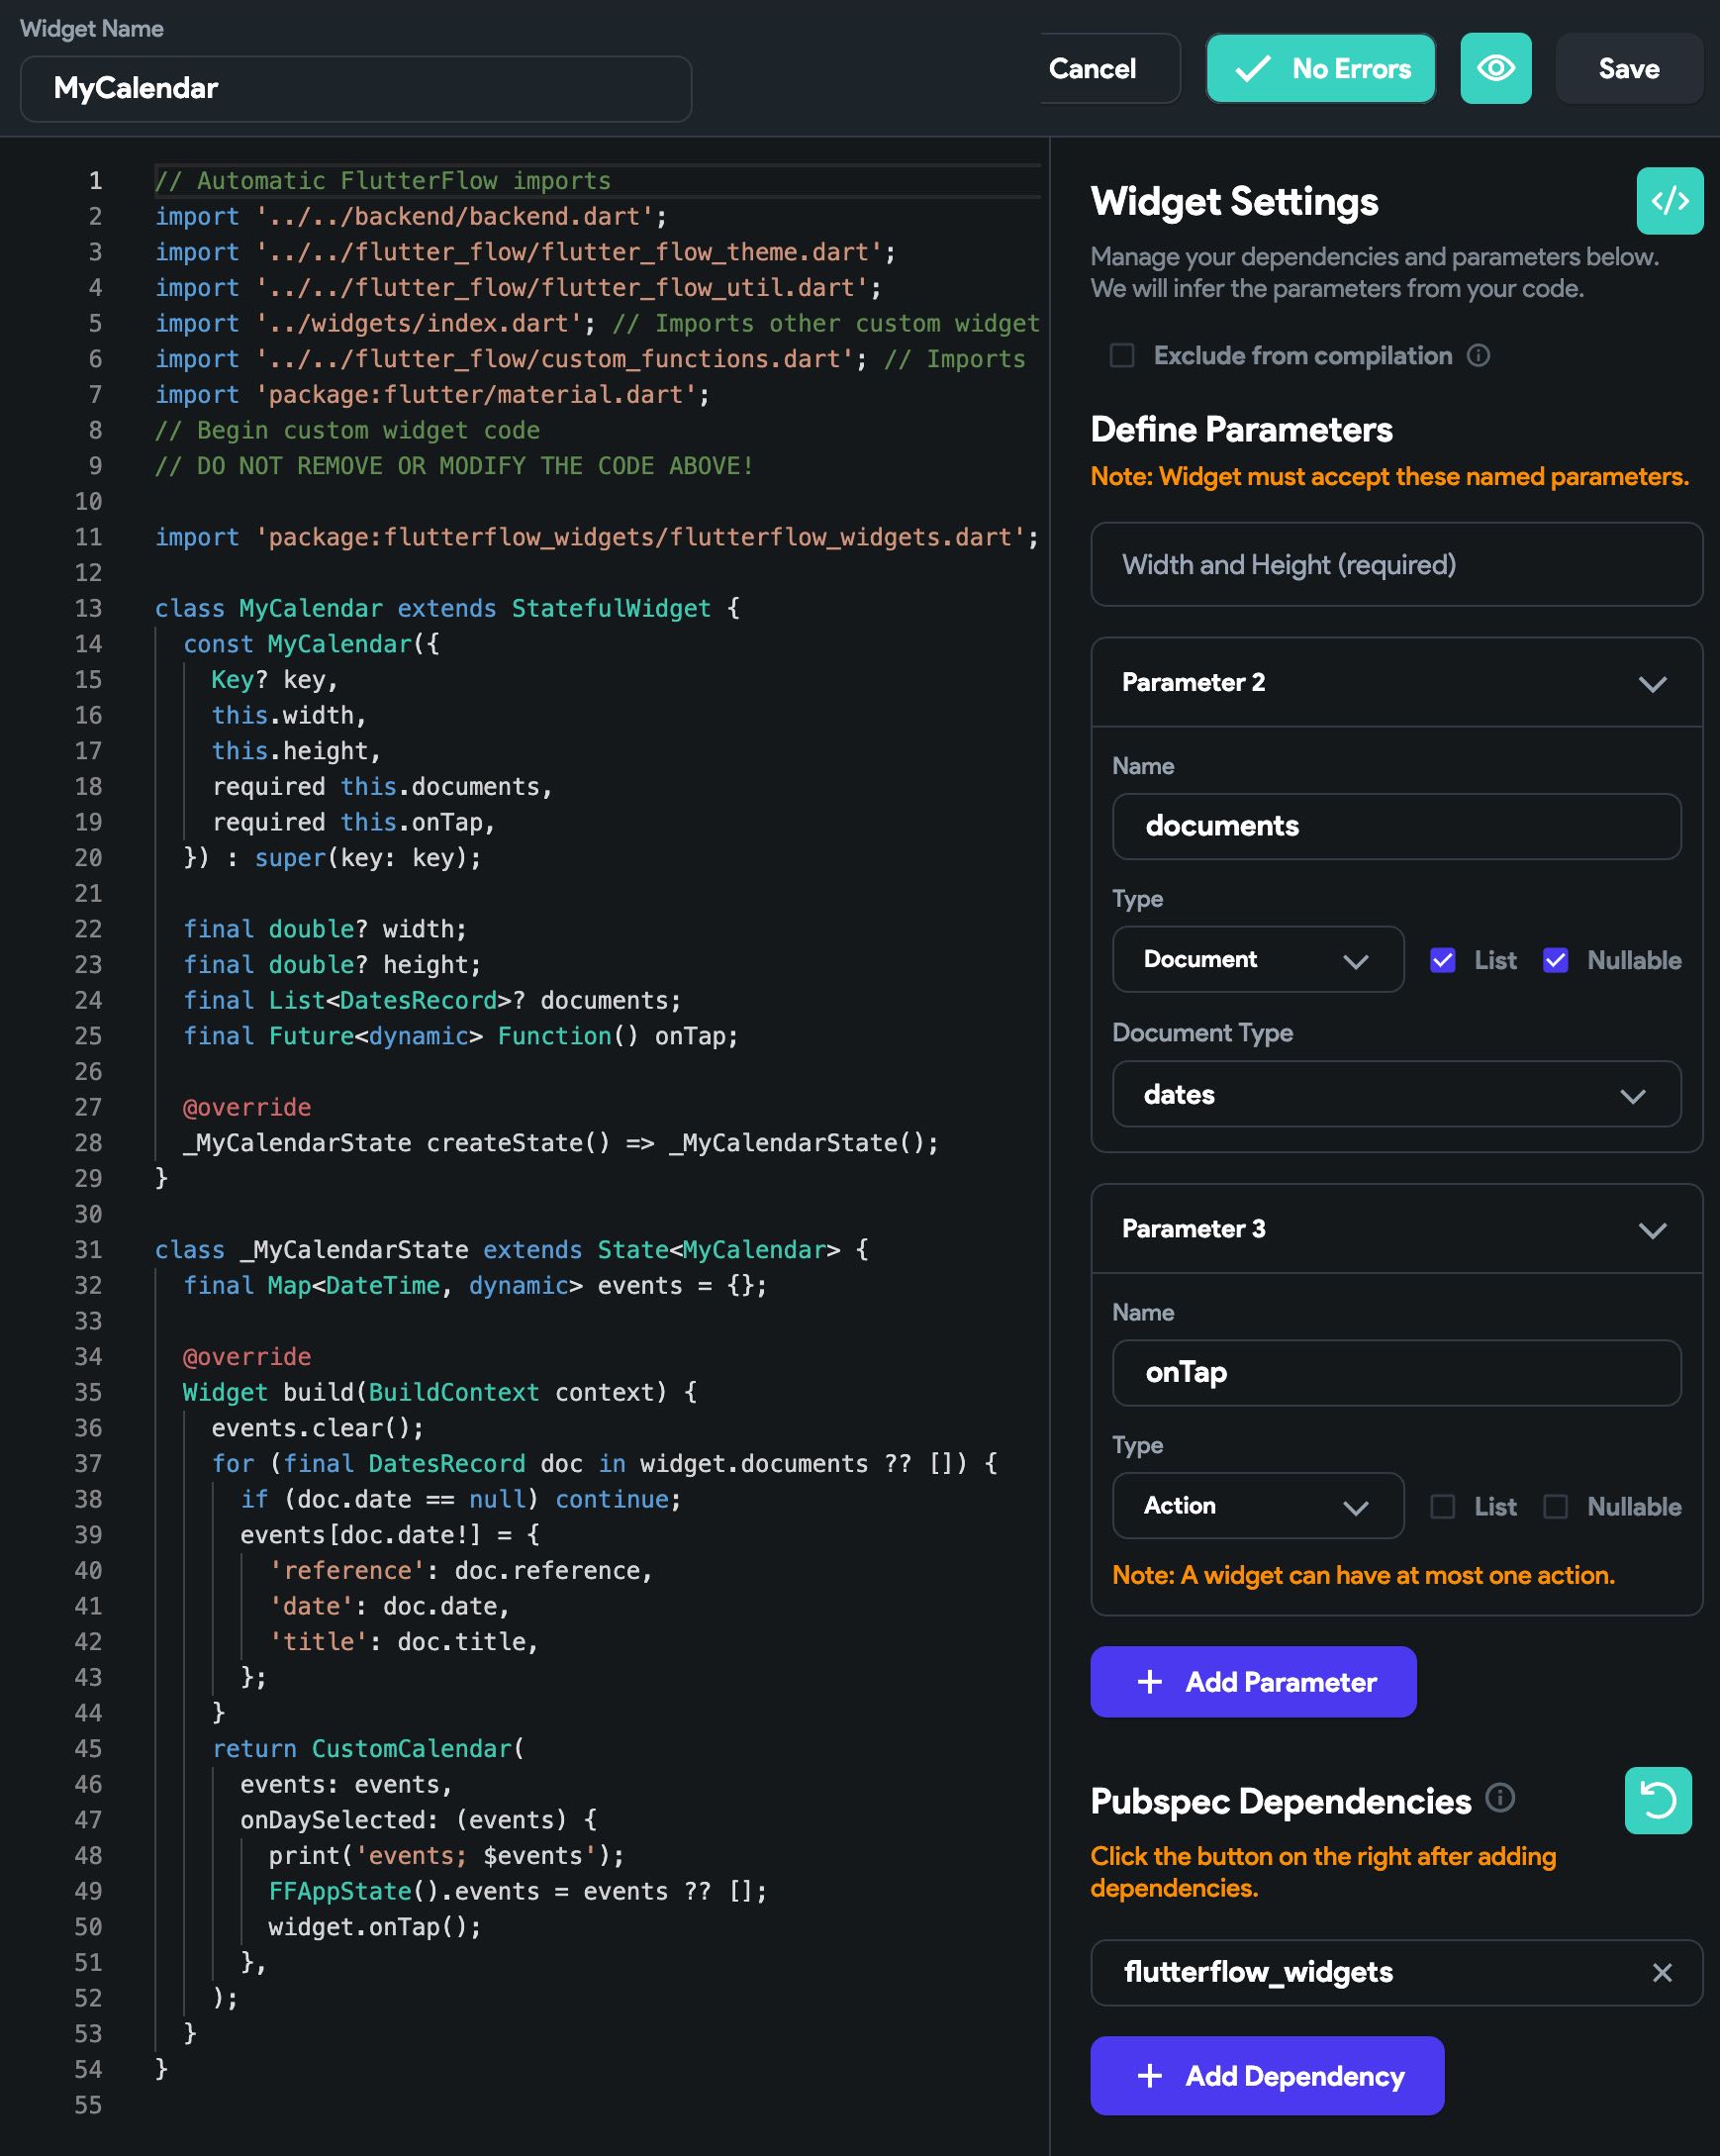 Widget Name
MyCalendar
Cancel
No Errors
Save
1 // Automatic FlutterFlow imports
2 import '../../backend/backend.dart';
3 import '../../flutter_flow/flutter_flow_theme.dart';
4 import '../../flutter_flow/flutter_flow_util.dart';
5 import '../widgets/index.dart'; // Imports other custom widget
6 import '../../flutter_flow/custom_functions.dart'; // Imports
7 import 'package:flutter/material.dart';
8 // Begin custom widget code
9 // DO NOT REMOVE OR MODIFY THE CODE ABOVE!
10
11 import 'package:flutterflow_widgets/flutterflow_widgets.dart';
12
13 class MyCalendar extends StatefulWidget {
14   const MyCalendar({
15     Key? key,
16     this.width,
17     this.height,
18     required this.documents,
19     required this.onTap,
20   }) : super(key: key);
21
22   final double? width;
23   final double? height;
24   final List<DatesRecord>? documents;
25   final Future<dynamic> Function() onTap;
26
27   @override
28   _MyCalendarState createState() => _MyCalendarState();
29 }
30
31 class _MyCalendarState extends State<MyCalendar> {
32   final Map<DateTime, dynamic> events = {};
33
34   @override
35   Widget build(BuildContext context) {
36     events.clear();
37     for (final DatesRecord doc in widget.documents ?? []) {
38       if (doc.date == null) continue;
39       events[doc.date!] = {
40         'reference': doc.reference,
41         'date': doc.date,
42         'title': doc.title,
43       };
44     }
45     return CustomCalendar(
46       events: events,
47       onDaySelected: (events) {
48         print('events; $events');
49         FFAppState().events = events ?? [];
50         widget.onTap();
51       },
52     );
53   }
54 }
55
Widget Settings
</>
Manage your dependencies and parameters below.
We will infer the parameters from your code.
Exclude from compilation
Define Parameters
Note: Widget must accept these named parameters.
Width and Height (required)
Parameter 2
Name
documents
Type
Document List Nullable
Document Type
dates
Parameter 3
Name
onTap
Type
Action List Nullable
Note: A widget can have at most one action.
+ Add Parameter
Pubspec Dependencies
Click the button on the right after adding
dependencies.
flutterflow_widgets
+ Add Dependency